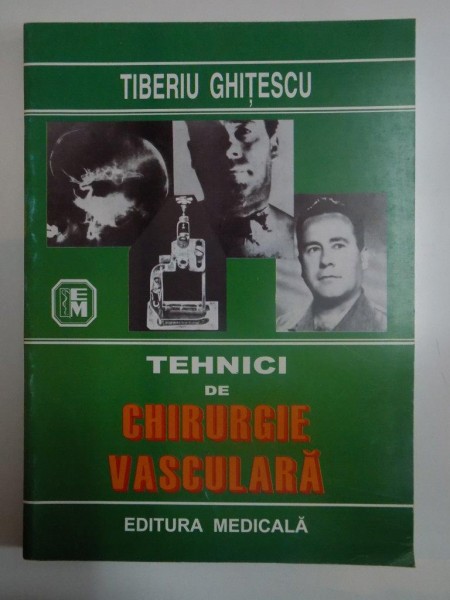 TIBERIU GHIȚESCU
EM
TEHNICI
DE
CHIRURGIE
VASCULARĂ
EDITURA MEDICALĂ